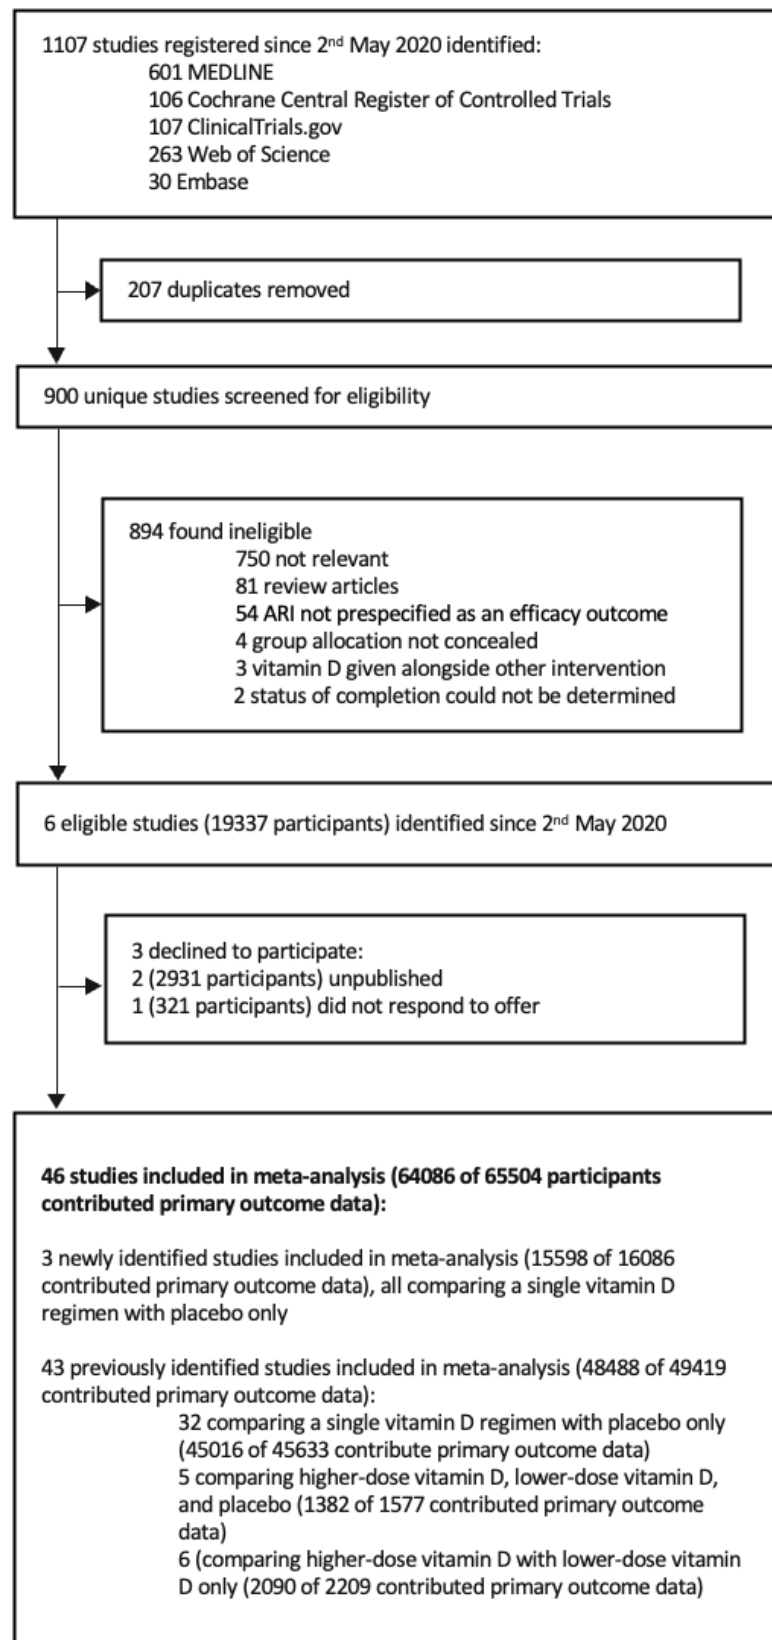 1107 studies registered since 2nd May 2020 identified:
601 MEDLINE
106 Cochrane Central Register of Controlled Trials
107 ClinicalTrials.gov
263 Web of Science
30 Embase
207 duplicates removed
900 unique studies screened for eligibility
894 found ineligible
750 not relevant
81 review articles
54 ARI not prespecified as an efficacy outcome
4 group allocation not concealed
3 vitamin D given alongside other intervention
2 status of completion could not be determined
6 eligible studies (19337 participants) identified since 2nd May 2020
3 declined to participate:
2 (2931 participants) unpublished
1 (321 participants) did not respond to offer
46 studies included in meta-analysis (64086 of 65504 participants
contributed primary outcome data):
3 newly identified studies included in meta-analysis (15598 of 16086
contributed primary outcome data), all comparing a single vitamin D
regimen with placebo only
43 previously identified studies included in meta-analysis (48488 of 49419
contributed primary outcome data):
32 comparing a single vitamin D regimen with placebo only
(45016 of 45633 contribute primary outcome data)
5 comparing higher-dose vitamin D, lower-dose vitamin D,
and placebo (1382 of 1577 contributed primary outcome
data)
6 (comparing higher-dose vitamin D with lower-dose vitamin
D only (2090 of 2209 contributed primary outcome data)